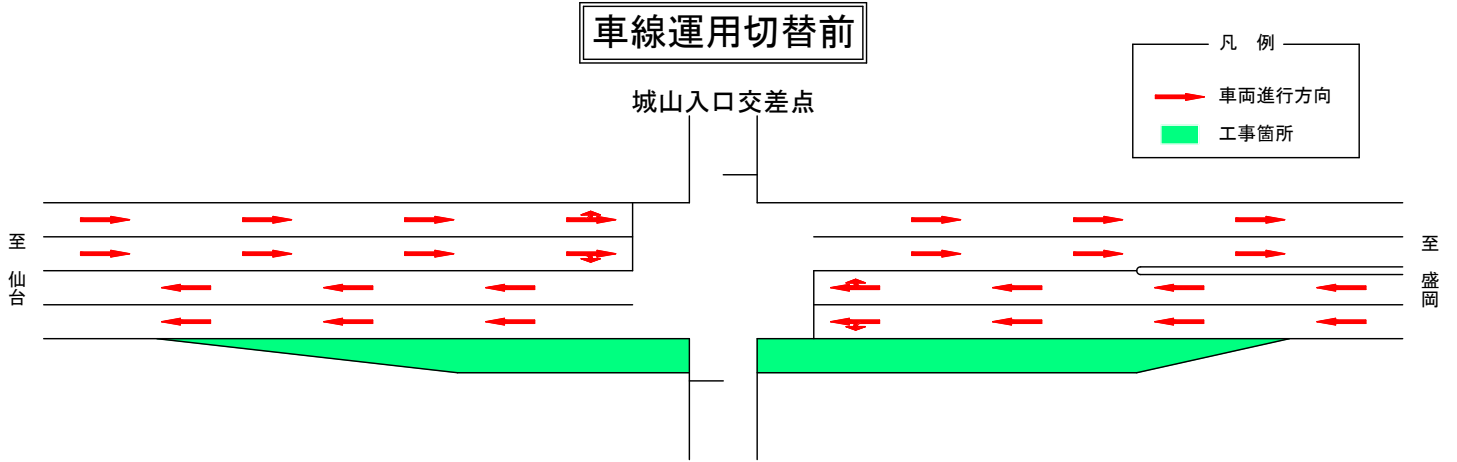 車線運用切替前
城山入口交差点
凡 例
車両進行方向
工事箇所
至 仙台
至 盛岡